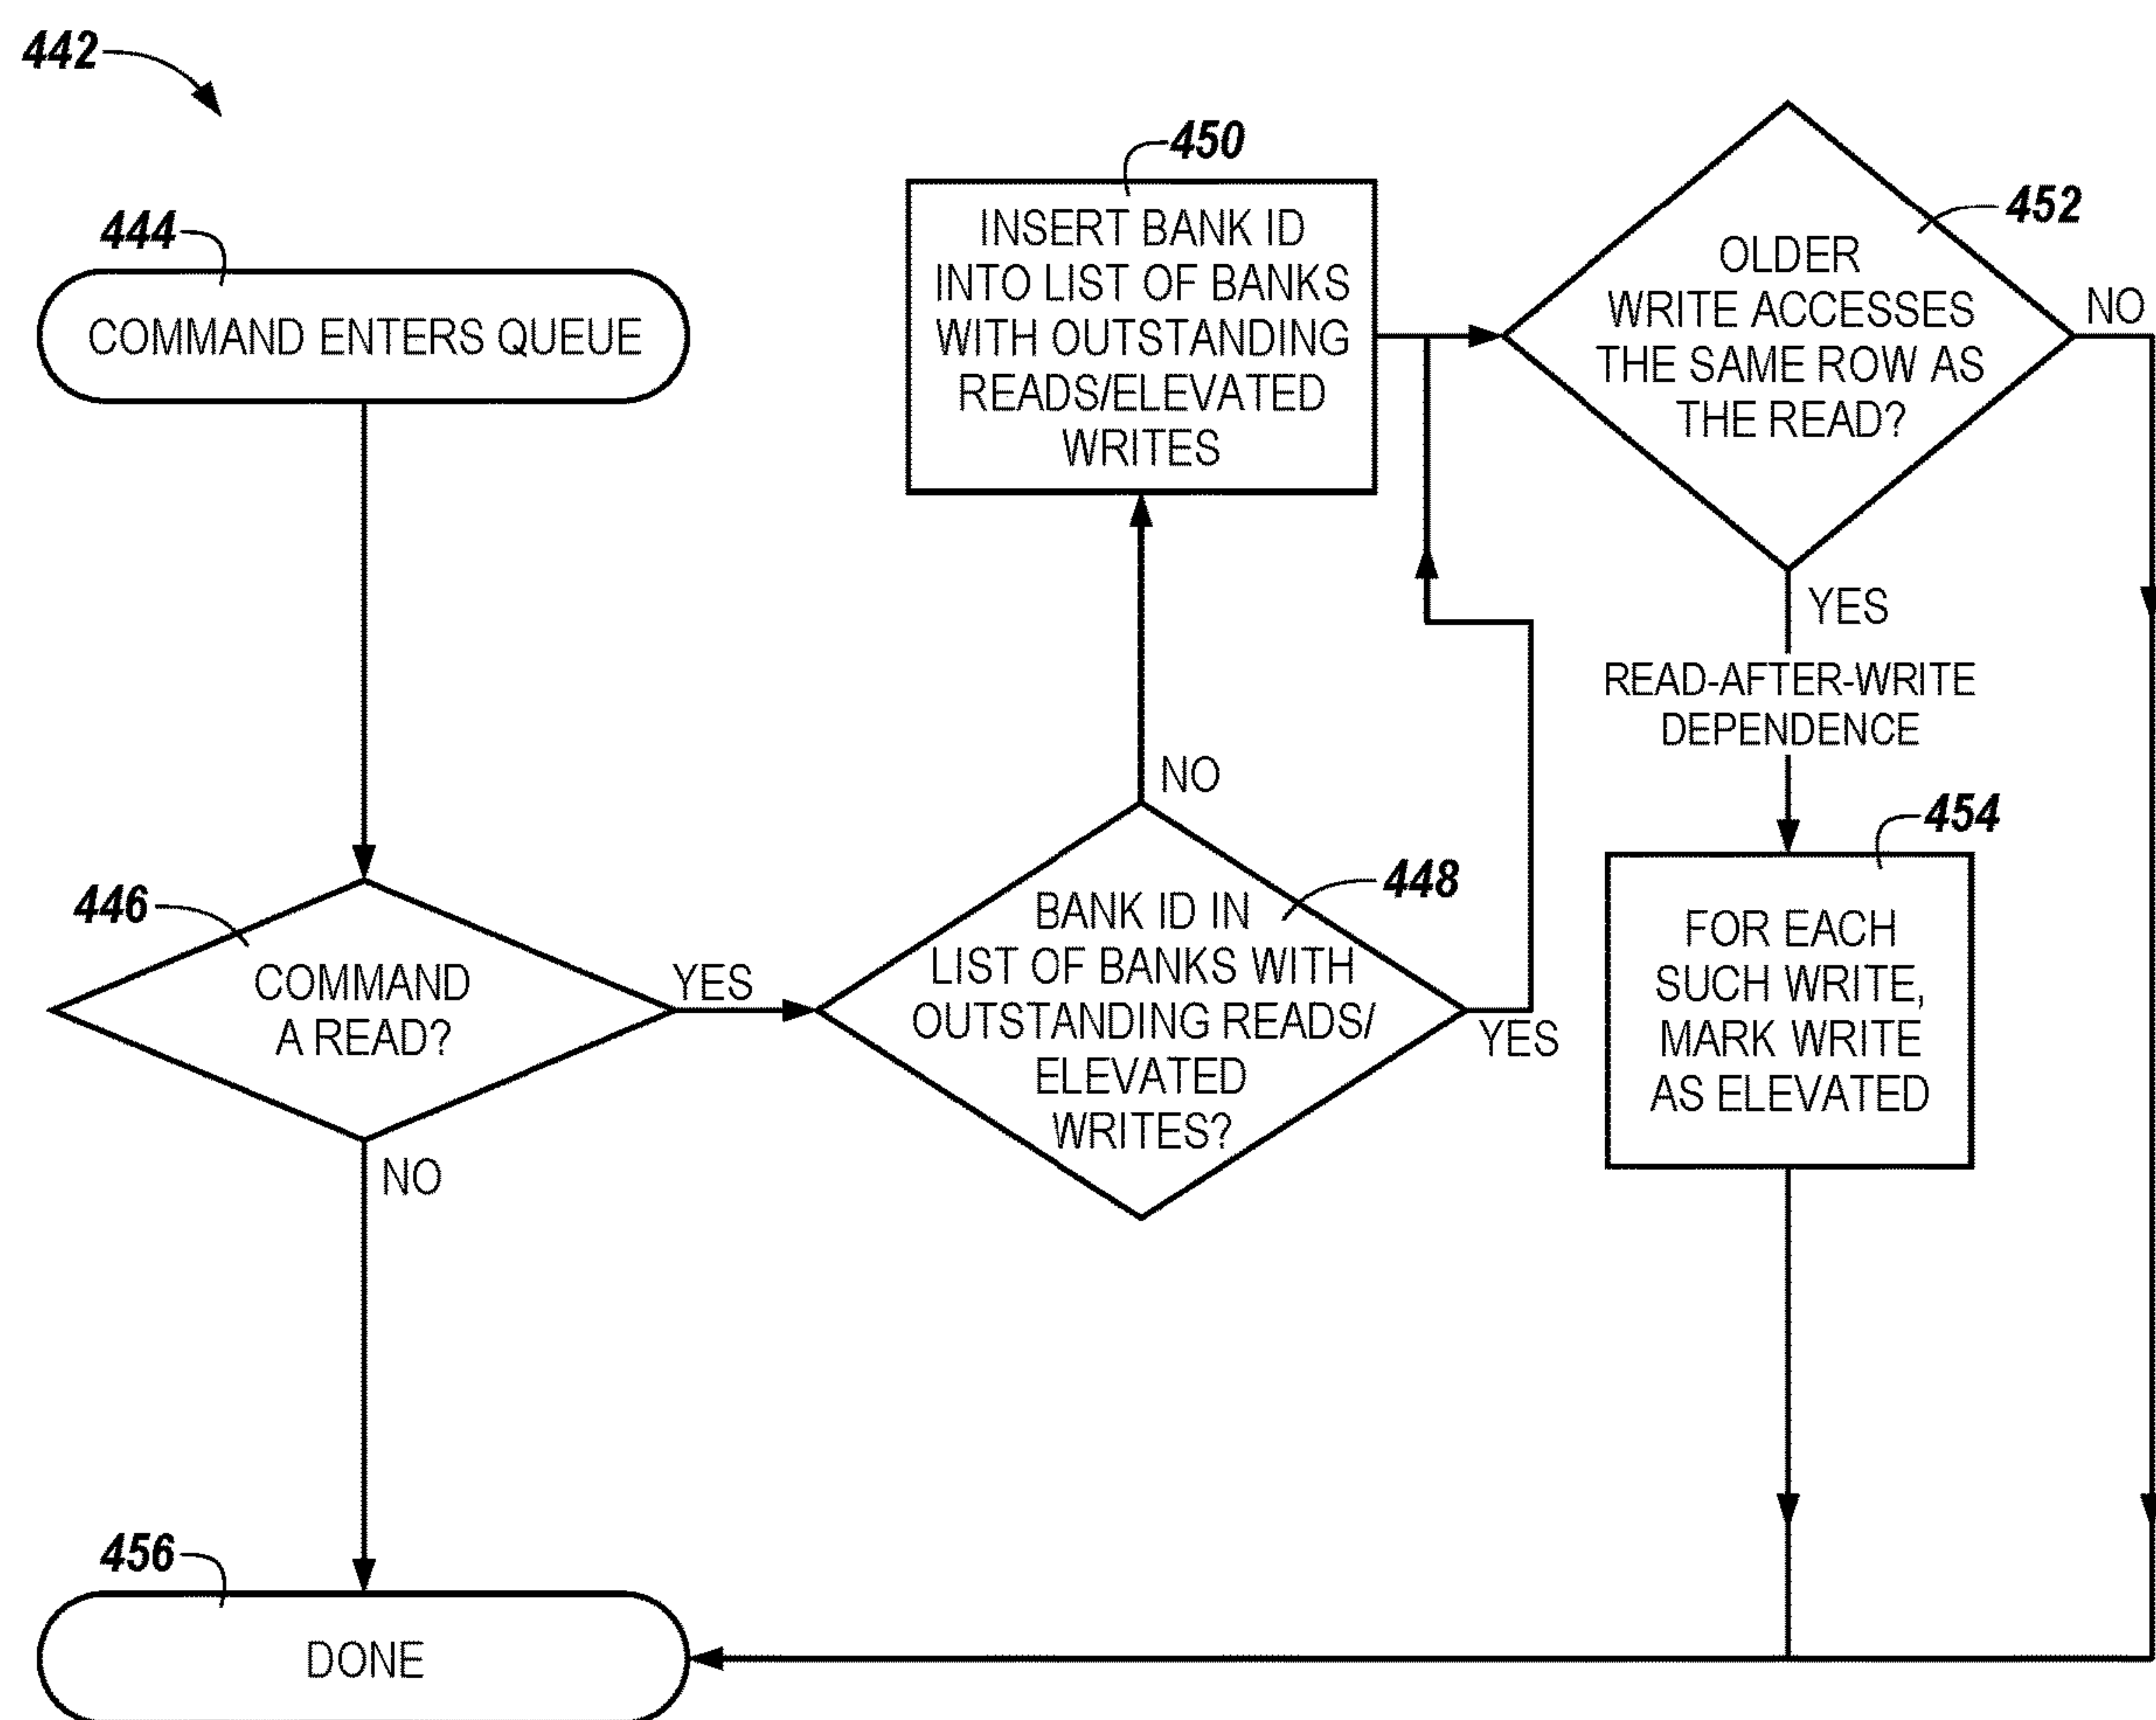 442
444
COMMAND ENTERS QUEUE
446
COMMAND
A READ?
YES
NO
448
BANK ID IN
LIST OF BANKS WITH
OUTSTANDING READS/
ELEVATED
WRITES?
NO
YES
450
INSERT BANK ID
INTO LIST OF BANKS
WITH OUTSTANDING
READS/ELEVATED
WRITES
452
OLDER
WRITE ACCESSES
THE SAME ROW AS
THE READ?
NO
YES
READ-AFTER-WRITE
DEPENDENCE
454
FOR EACH
SUCH WRITE,
MARK WRITE
AS ELEVATED
456
DONE